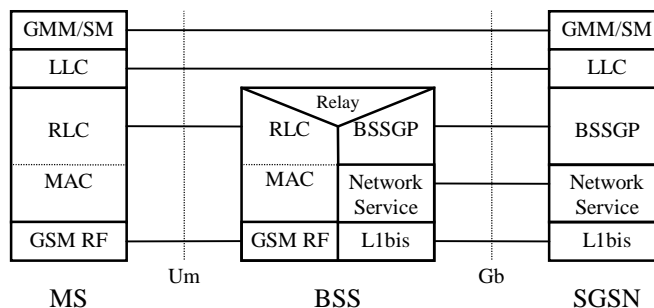 GMM/SM
LLC
RLC
MAC
GSM RF
MS
Um
Relay
RLC
BSSGP
MAC
Network
Service
GSM RF
L1bis
BSS
Gb
GMM/SM
LLC
BSSGP
Network
Service
L1bis
SGSN